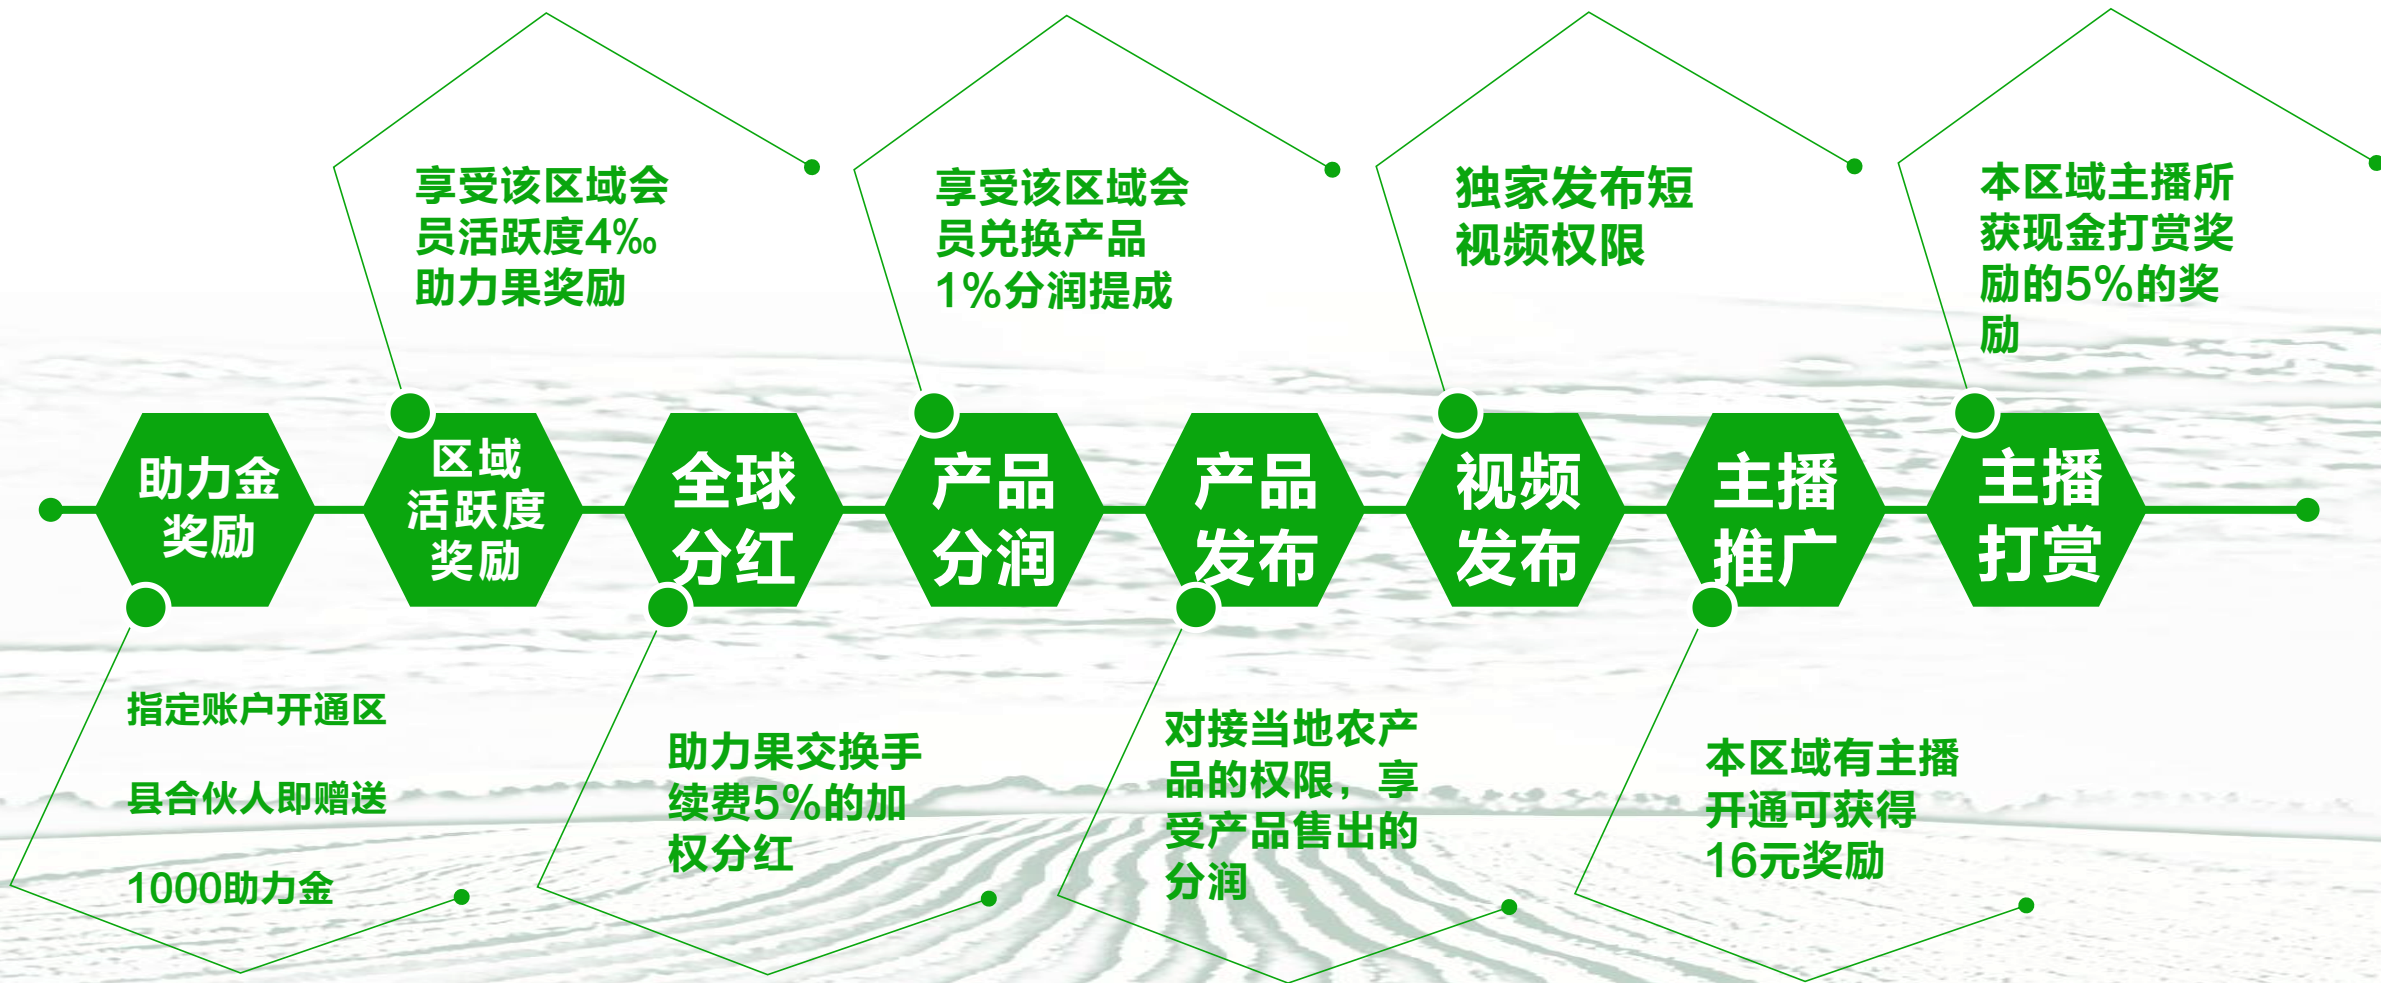 享受该区域会
员活跃度4‰
助力果奖励
享受该区域会
员兑换产品
1%分润提成
独家发布短
视频权限
本区域主播所
获现金打赏奖
励的5%的奖
励
助力金
奖励
区域
活跃度
奖励
全球
分红
产品
分润
产品
发布
视频
发布
主播
推广
主播
打赏
指定账户开通区
县合伙人即赠送
1000助力金
助力果交换手
续费5%的加
权分红
对接当地农产
品的权限，享
受产品售出的
分润
本区域有主播
开通可获得
16元奖励